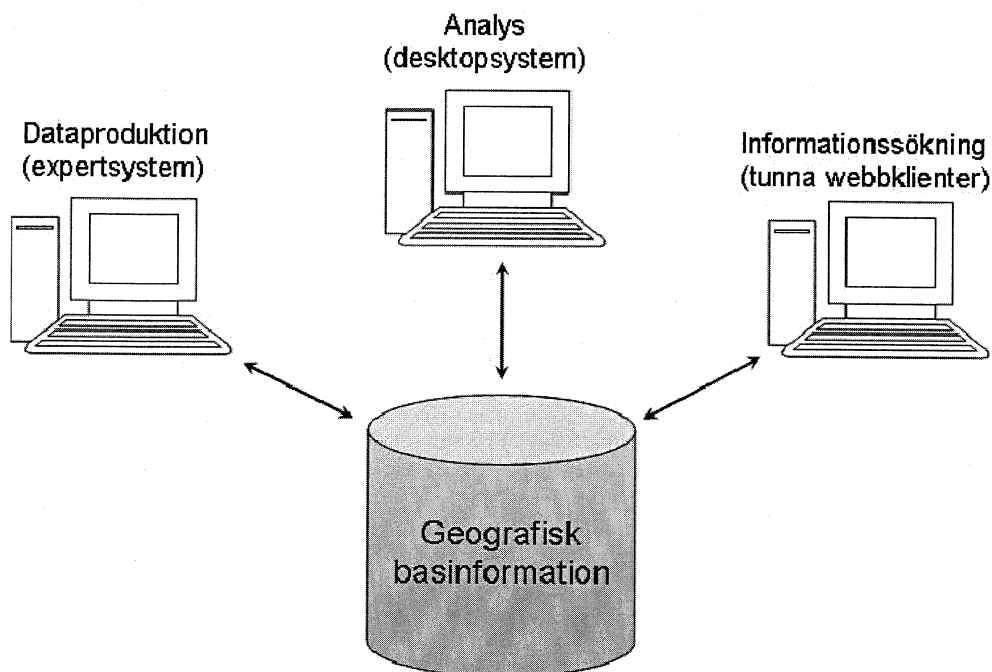 Analys
(desktopsystem)
Dataproduktion
(expertsystem)
Informationssökning
(tunna webbklienter)
Geografisk
basinformation